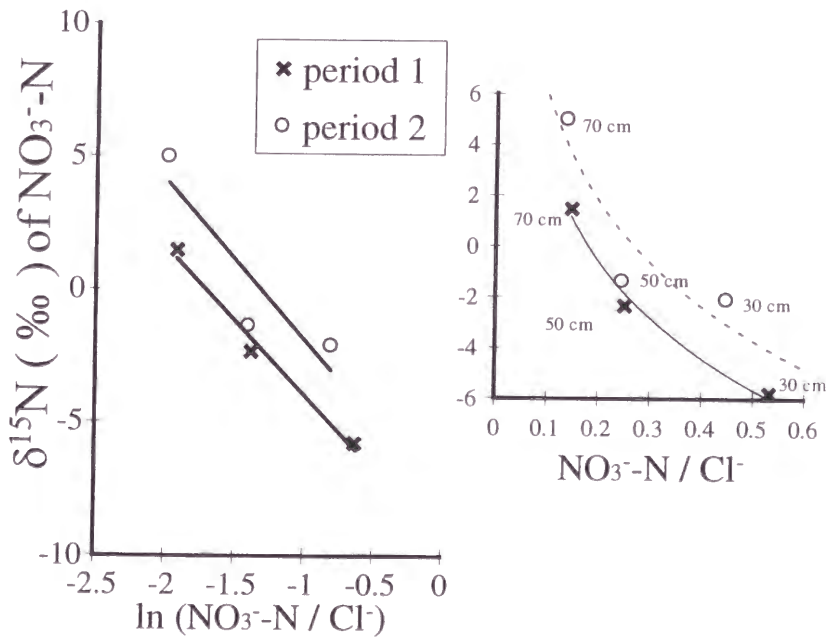 δ¹⁵N ( ‰ ) of NO₃⁻-N
10
5
0
-5
-10
-2.5 -2 -1.5 -1 -0.5 0
ln (NO₃⁻-N / Cl⁻)
period 1
period 2
6
4
2
0
-2
-4
-6
70 cm
70 cm
50 cm
50 cm
30 cm
30 cm
0 0.1 0.2 0.3 0.4 0.5 0.6
NO₃⁻-N / Cl⁻